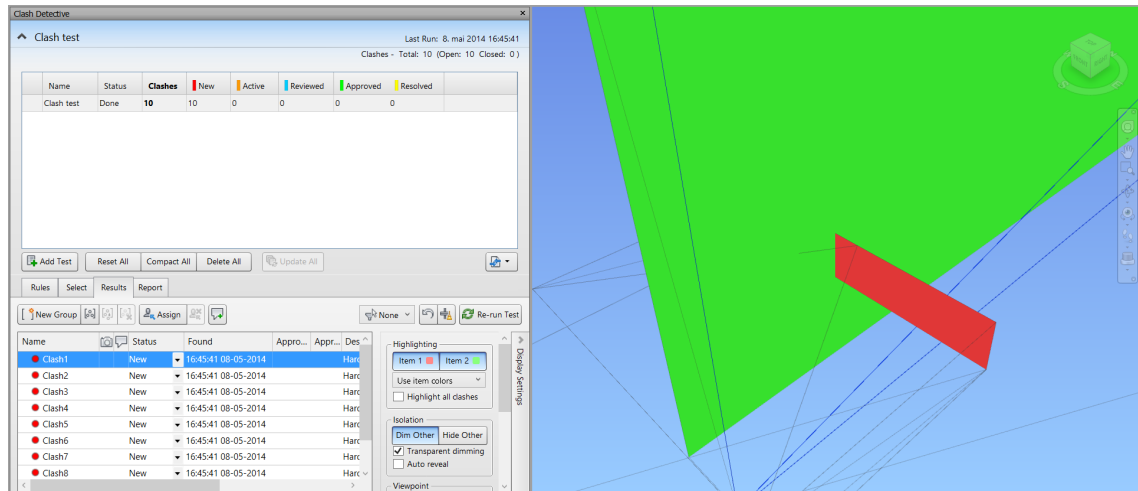 Clash Detective
Clash test
Last Run: 8. mai 2014 16:45:41
Clashes - Total: 10 (Open: 10 Closed: 0 )
Name Status Clashes New Active Reviewed Approved Resolved
Clash test Done 10 10 0 0 0 0
Add Test Reset All Compact All Delete All Update All
Rules Select Results Report
New Group Assign None Re-run Test
Name Status Found Appro... Appr... Des
Clash1 New 16:45:41 08-05-2014 Hard
Clash2 New 16:45:41 08-05-2014 Hard
Clash3 New 16:45:41 08-05-2014 Hard
Clash4 New 16:45:41 08-05-2014 Hard
Clash5 New 16:45:41 08-05-2014 Hard
Clash6 New 16:45:41 08-05-2014 Hard
Clash7 New 16:45:41 08-05-2014 Hard
Clash8 New 16:45:41 08-05-2014 Hard
Highlighting
Item 1 Item 2
Use item colors
Highlight all clashes
Isolation
Dim Other Hide Other
Transparent dimming
Auto reveal
Viewpoint
Display Settings